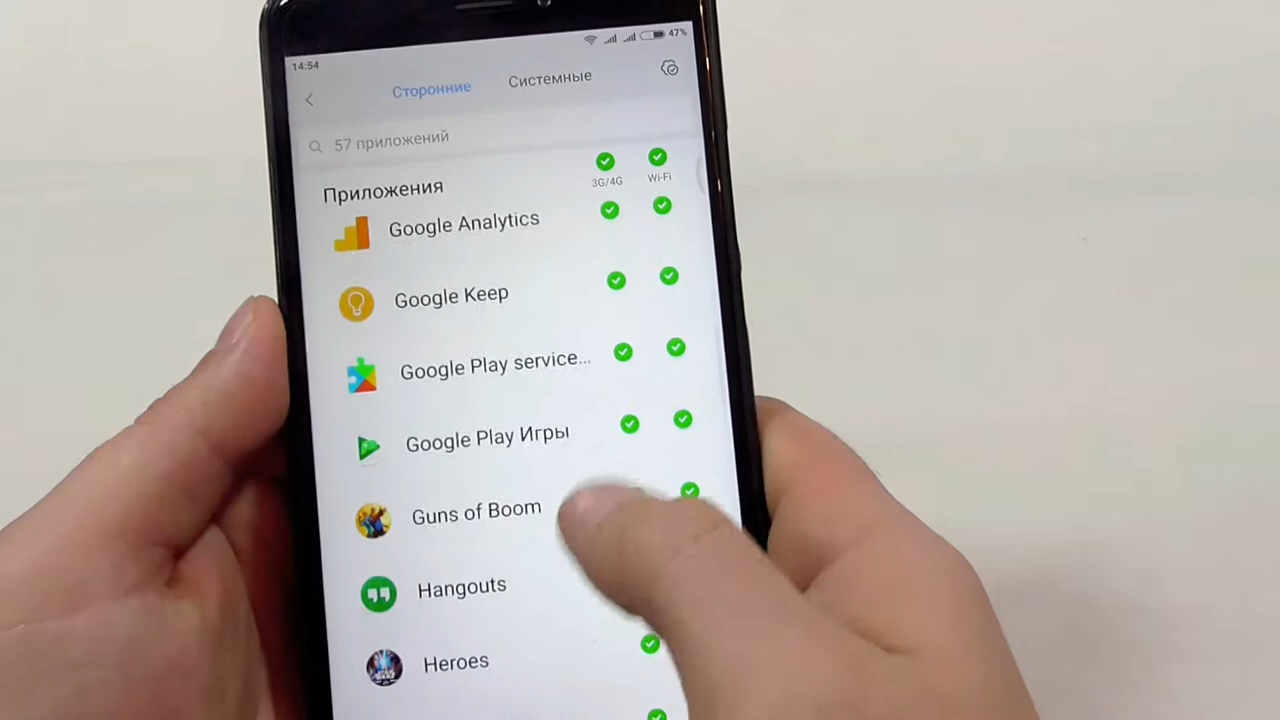 47%
14:54
Сторонние Системные
57 приложений
Приложения 3G/4G Wi-Fi
Google Analytics
Google Keep
Google Play service...
Google Play Игры
Guns of Boom
Hangouts
Heroes